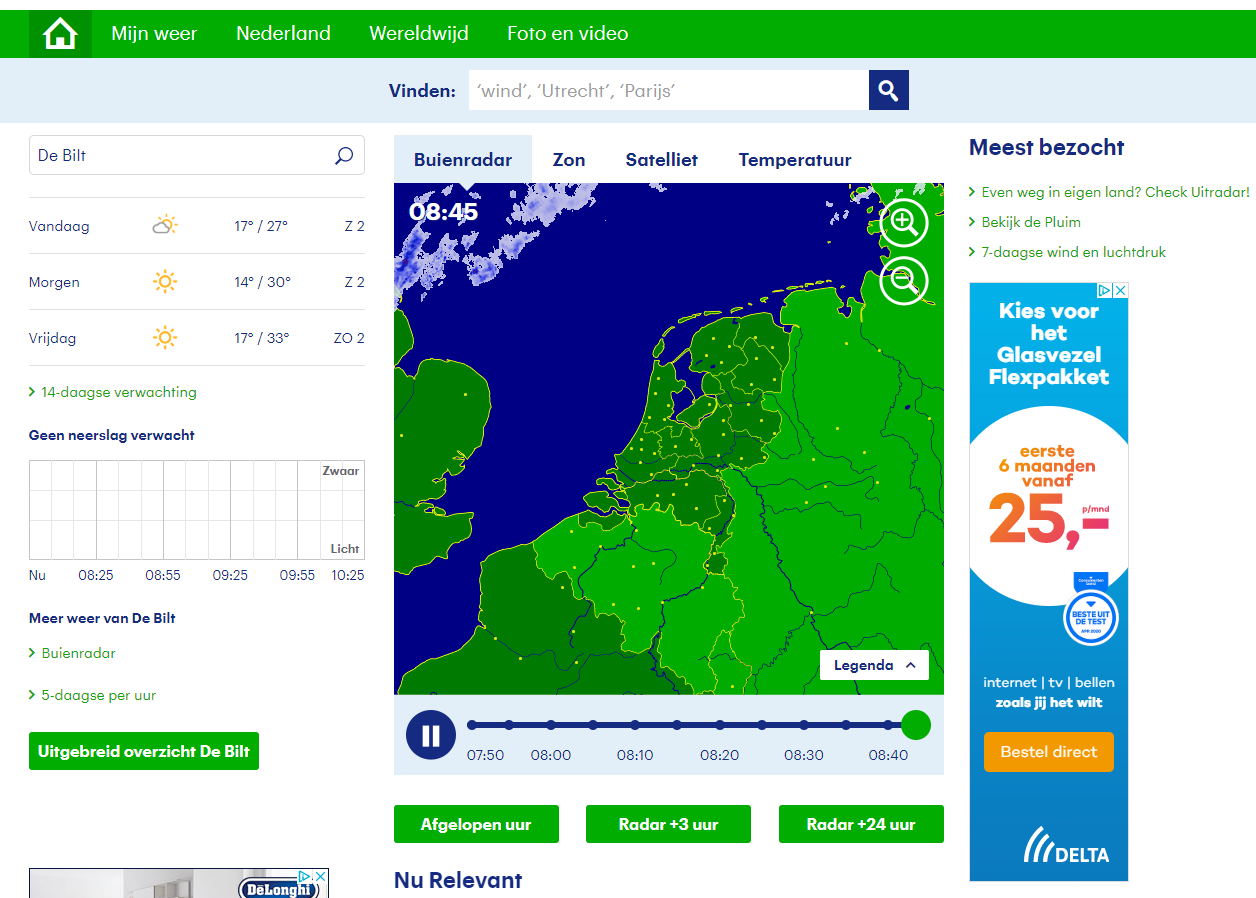 Mijn weer
Nederland
Wereldwijd
Foto en video
Vinden:
‘wind’, ‘Utrecht’, ‘Parijs’
De Bilt
Vandaag 17° / 27° Z 2
Morgen 14° / 30° Z 2
Vrijdag 17° / 33° ZO 2
14-daagse verwachting
Geen neerslag verwacht
Zwaar
Licht
Nu 08:25 08:55 09:25 09:55 10:25
Meer weer van De Bilt
Buienradar
5-daagse per uur
Uitgebreid overzicht De Bilt
DeLonghi
Buienradar
Zon
Satelliet
Temperatuur
08:45
Legenda
07:50 08:00 08:10 08:20 08:30 08:40
Afgelopen uur
Radar +3 uur
Radar +24 uur
Nu Relevant
Meest bezocht
Even weg in eigen land? Check Uitradar!
Bekijk de Pluim
7-daagse wind en luchtdruk
Kies voor
het
Glasvezel
Flexpakket
eerste
6 maanden
vanaf
25,-
p/mnd
BESTE UIT
DE TEST
APR 2020
internet | tv | bellen
zoals jij het wilt
Bestel direct
DELTA